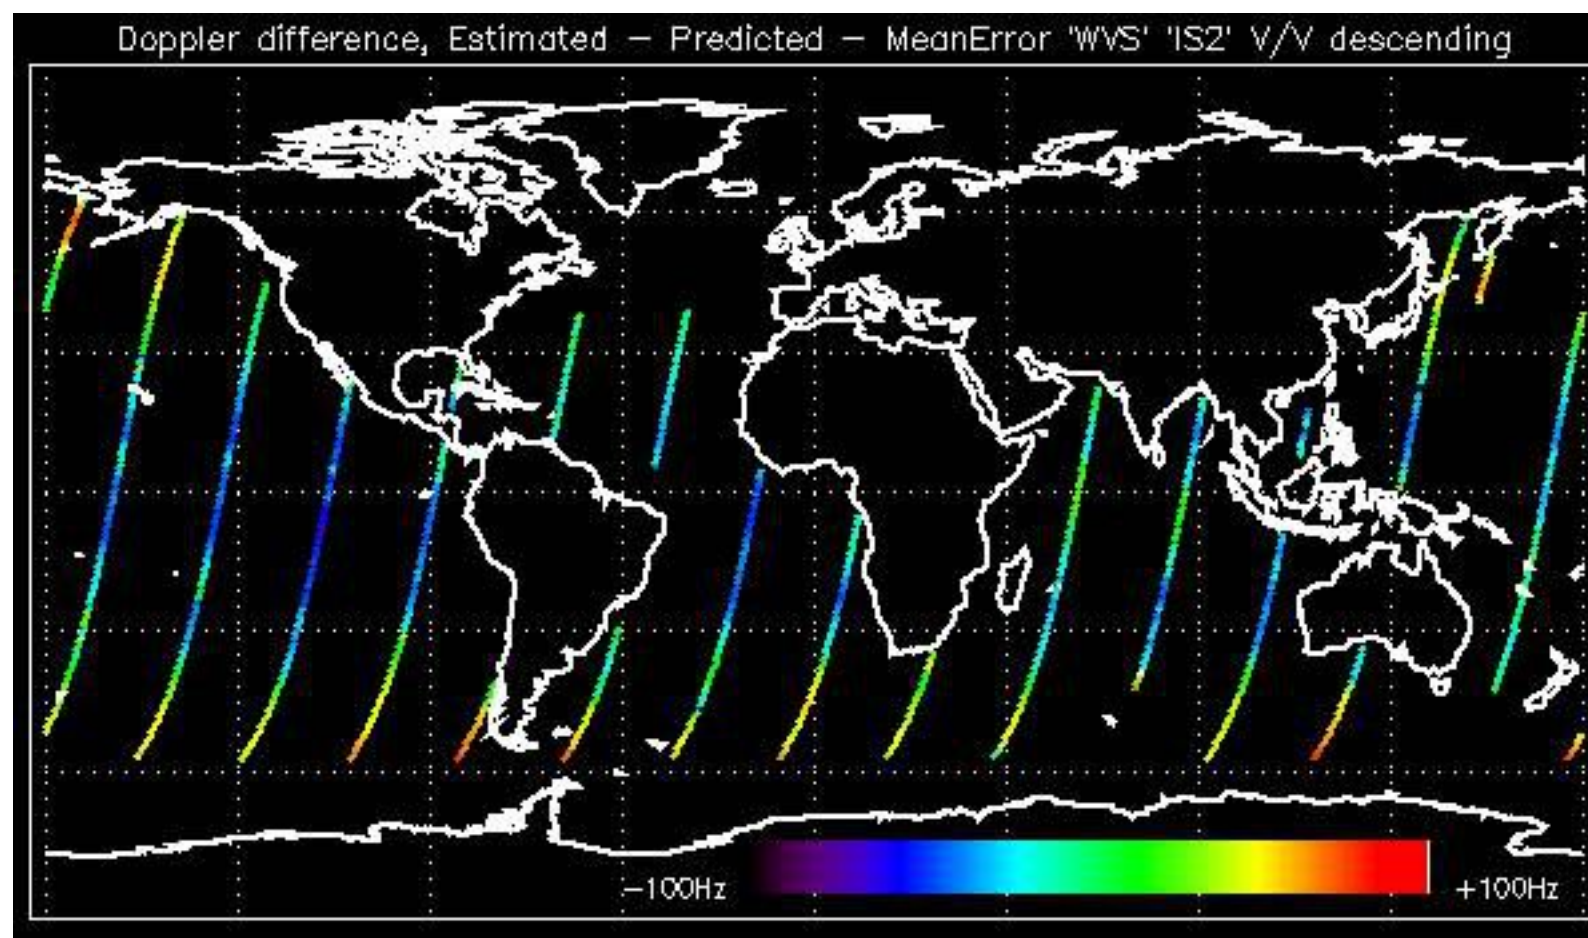 Doppler difference, Estimated – Predicted – MeanError 'WVS' 'IS2' V/V descending
–100Hz +100Hz